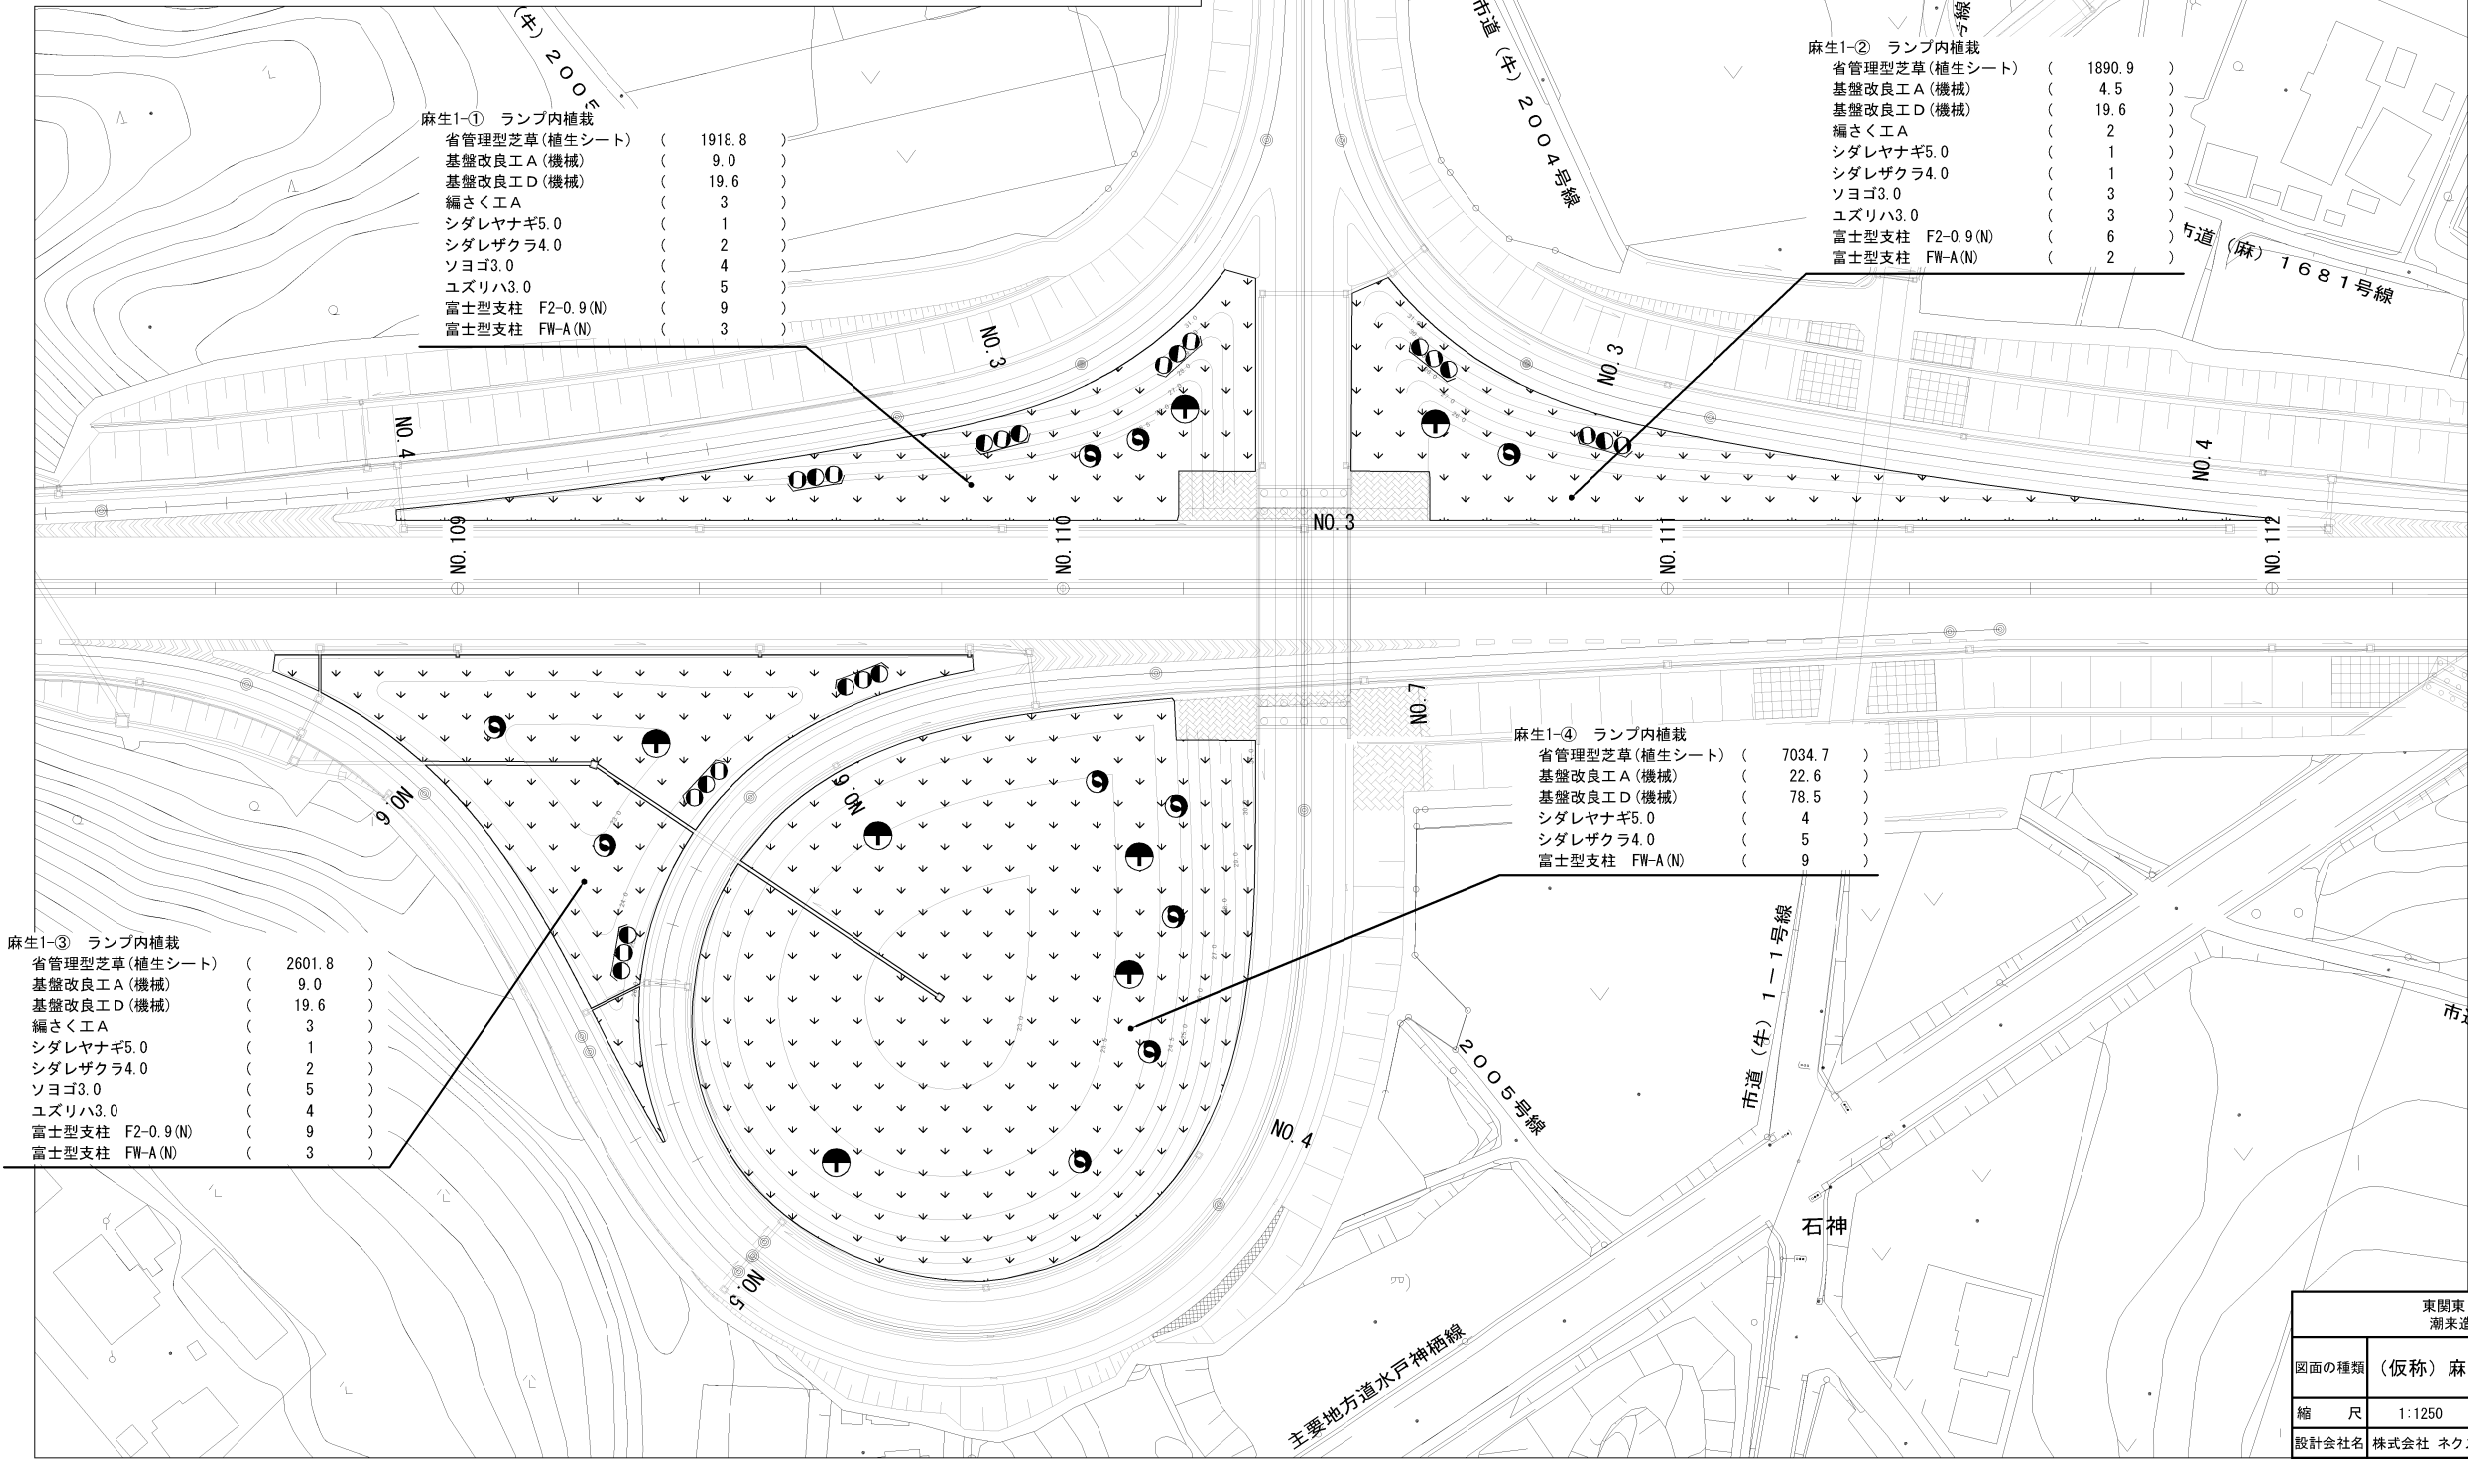 麻生1-① ランプ内植栽
省管理型芝草(植生シート) ( 1918.8 )
基盤改良工A(機械) ( 9.0 )
基盤改良工D(機械) ( 19.6 )
編さく工A ( 3 )
シダレヤナギ5.0 ( 1 )
シダレザクラ4.0 ( 2 )
ソヨゴ3.0 ( 4 )
ユズリハ3.0 ( 5 )
富士型支柱 F2-0.9(N) ( 9 )
富士型支柱 FW-A(N) ( 3 )
麻生1-② ランプ内植栽
省管理型芝草(植生シート) ( 1890.9 )
基盤改良工A(機械) ( 4.5 )
基盤改良工D(機械) ( 19.6 )
編さく工A ( 2 )
シダレヤナギ5.0 ( 1 )
シダレザクラ4.0 ( 1 )
ソヨゴ3.0 ( 3 )
ユズリハ3.0 ( 3 )
富士型支柱 F2-0.9(N) ( 6 )
富士型支柱 FW-A(N) ( 2 )
市道(牛)2004号線
号線
市道(麻)1681号線
NO.3
NO.3
NO.4
NO.4
NO.109
NO.110
NO.3
NO.111
NO.112
NO.7
NO.6
NO.6
麻生1-④ ランプ内植栽
省管理型芝草(植生シート) ( 7034.7 )
基盤改良工A(機械) ( 22.6 )
基盤改良工D(機械) ( 78.5 )
シダレヤナギ5.0 ( 4 )
シダレザクラ4.0 ( 5 )
富士型支柱 FW-A(N) ( 9 )
麻生1-③ ランプ内植栽
省管理型芝草(植生シート) ( 2601.8 )
基盤改良工A(機械) ( 9.0 )
基盤改良工D(機械) ( 19.6 )
編さく工A ( 3 )
シダレヤナギ5.0 ( 1 )
シダレザクラ4.0 ( 2 )
ソヨゴ3.0 ( 5 )
ユズリハ3.0 ( 4 )
富士型支柱 F2-0.9(N) ( 9 )
富士型支柱 FW-A(N) ( 3 )
市道(牛)1-1号線
2005号線
NO.4
NO.5
石神
主要地方道水戸神栖線
東関東
潮来
図面の種類 (仮称)麻
縮 尺 1:1250
設計会社名 株式会社 ネク